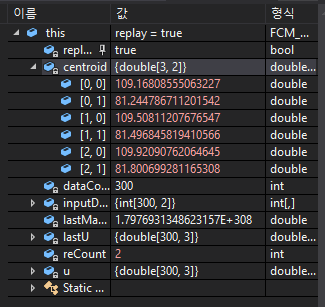 이름 값 형식
this replay = true FCM_...
repl... true bool
centroid {double[3, 2]} double...
[0, 0] 109.16808555063227 double
[0, 1] 81.244786711201542 double
[1, 0] 109.50811207676547 double
[1, 1] 81.496845819410566 double
[2, 0] 109.92090762064645 double
[2, 1] 81.800699281165308 double
dataCo... 300 int
inputD... {int[300, 2]} int[,]
lastMa... 1.7976931348623157E+308 double
lastU {double[300, 3]} double...
reCount 2 int
u {double[300, 3]} double...
Static ...